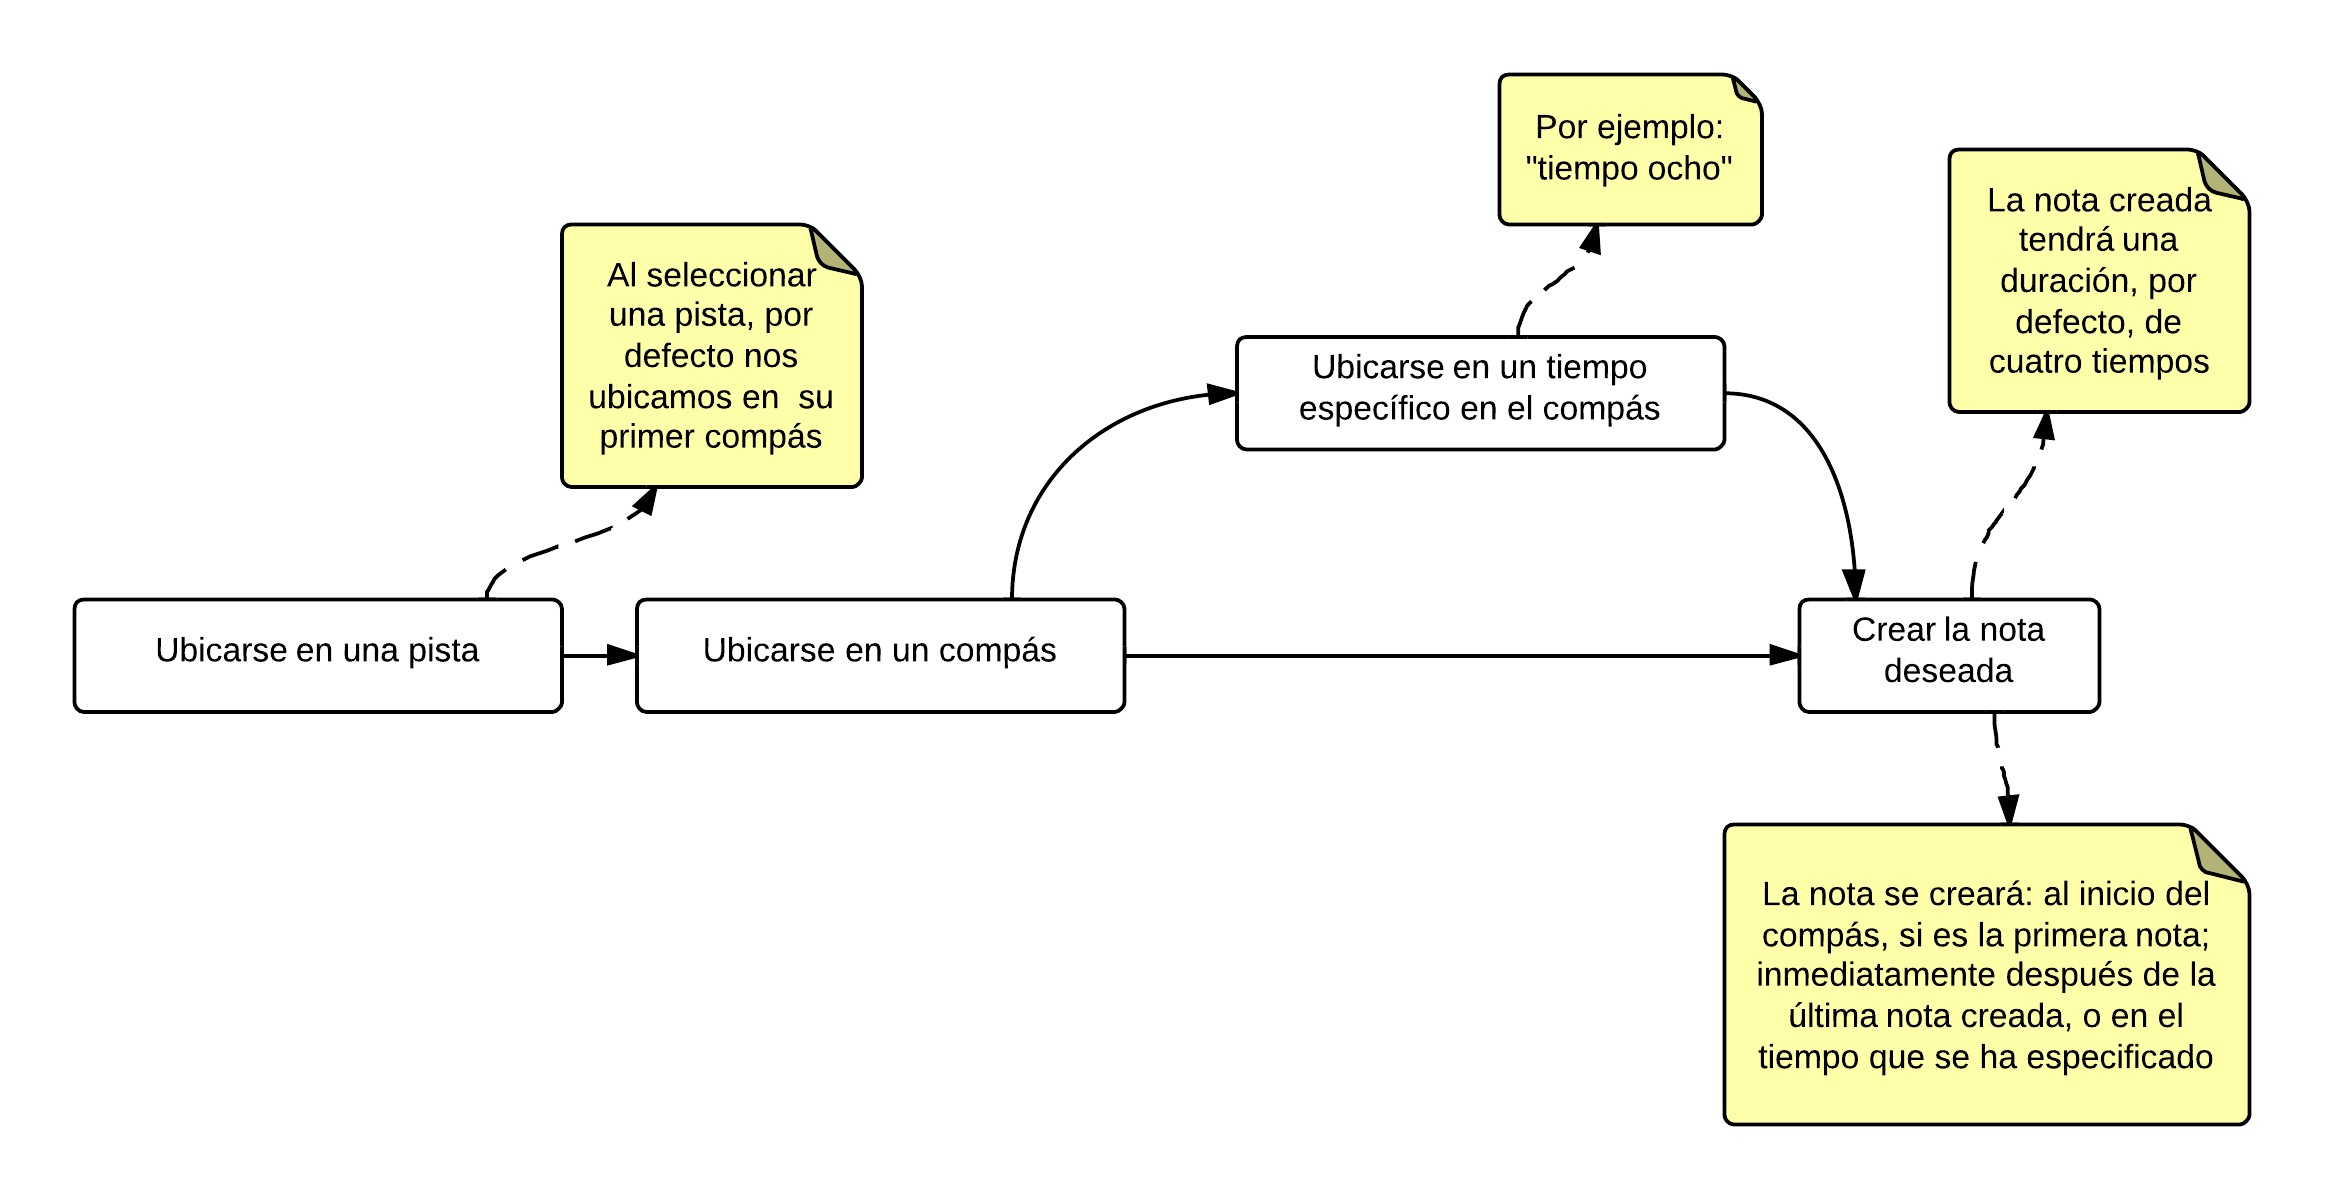 Por ejemplo:
"tiempo ocho"
La nota creada
tendrá una
duración, por
defecto, de
cuatro tiempos
Al seleccionar
una pista, por
defecto nos
ubicamos en  su
primer compás
Ubicarse en un tiempo
específico en el compás
Ubicarse en una pista
Ubicarse en un compás
Crear la nota
deseada
La nota se creará: al inicio del
compás, si es la primera nota;
inmediatamente después de la
última nota creada, o en el
tiempo que se ha especificado